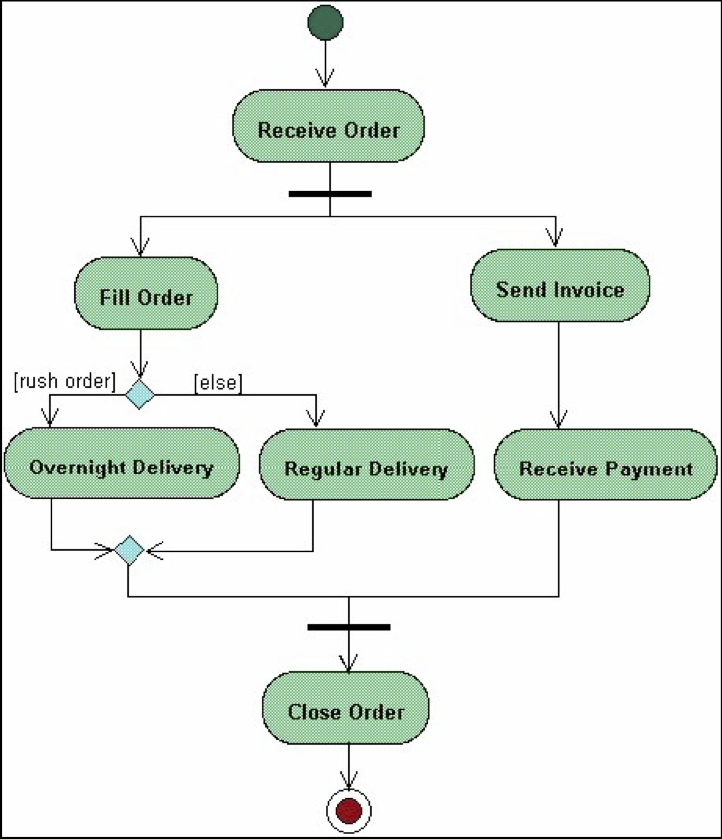 Receive Order
Fill Order
Send Invoice
[rush order]
[else]
Overnight Delivery
Regular Delivery
Receive Payment
Close Order